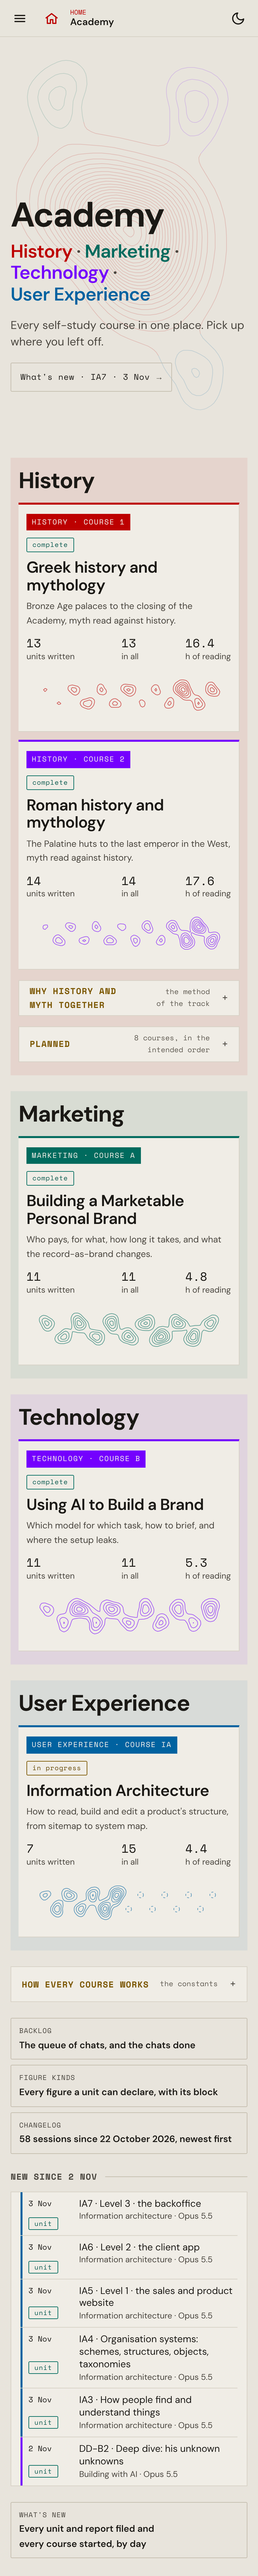 HOME
Academy
Academy
History · Marketing ·
Technology ·
User Experience
Every self-study course in one place. Pick up
where you left off.
What's new · IA7 · 3 Nov →
History
HISTORY · COURSE 1
complete
Greek history and
mythology
Bronze Age palaces to the closing of the
Academy, myth read against history.
13 13 16.4
units written in all h of reading
HISTORY · COURSE 2
complete
Roman history and
mythology
The Palatine huts to the last emperor in the West,
myth read against history.
14 14 17.6
units written in all h of reading
WHY HISTORY AND
MYTH TOGETHER
the method
of the track
+
PLANNED
8 courses, in the
intended order
+
Marketing
MARKETING · COURSE A
complete
Building a Marketable
Personal Brand
Who pays, for what, how long it takes, and what
the record-as-brand changes.
11 11 4.8
units written in all h of reading
Technology
TECHNOLOGY · COURSE B
complete
Using AI to Build a Brand
Which model for which task, how to brief, and
where the setup leaks.
11 11 5.3
units written in all h of reading
User Experience
USER EXPERIENCE · COURSE IA
in progress
Information Architecture
How to read, build and edit a product's structure,
from sitemap to system map.
7 15 4.4
units written in all h of reading
HOW EVERY COURSE WORKS the constants +
BACKLOG
The queue of chats, and the chats done
FIGURE KINDS
Every figure a unit can declare, with its block
CHANGELOG
58 sessions since 22 October 2026, newest first
NEW SINCE 2 NOV
3 Nov IA7 · Level 3 · the backoffice
Information architecture · Opus 5.5
unit
3 Nov IA6 · Level 2 · the client app
Information architecture · Opus 5.5
unit
3 Nov IA5 · Level 1 · the sales and product
website
unit
Information architecture · Opus 5.5
3 Nov IA4 · Organisation systems:
schemes, structures, objects,
taxonomies
unit
Information architecture · Opus 5.5
3 Nov IA3 · How people find and
understand things
unit
Information architecture · Opus 5.5
2 Nov DD-B2 · Deep dive: his unknown
unknowns
unit
Building with AI · Opus 5.5
WHAT'S NEW
Every unit and report filed and
every course started, by day